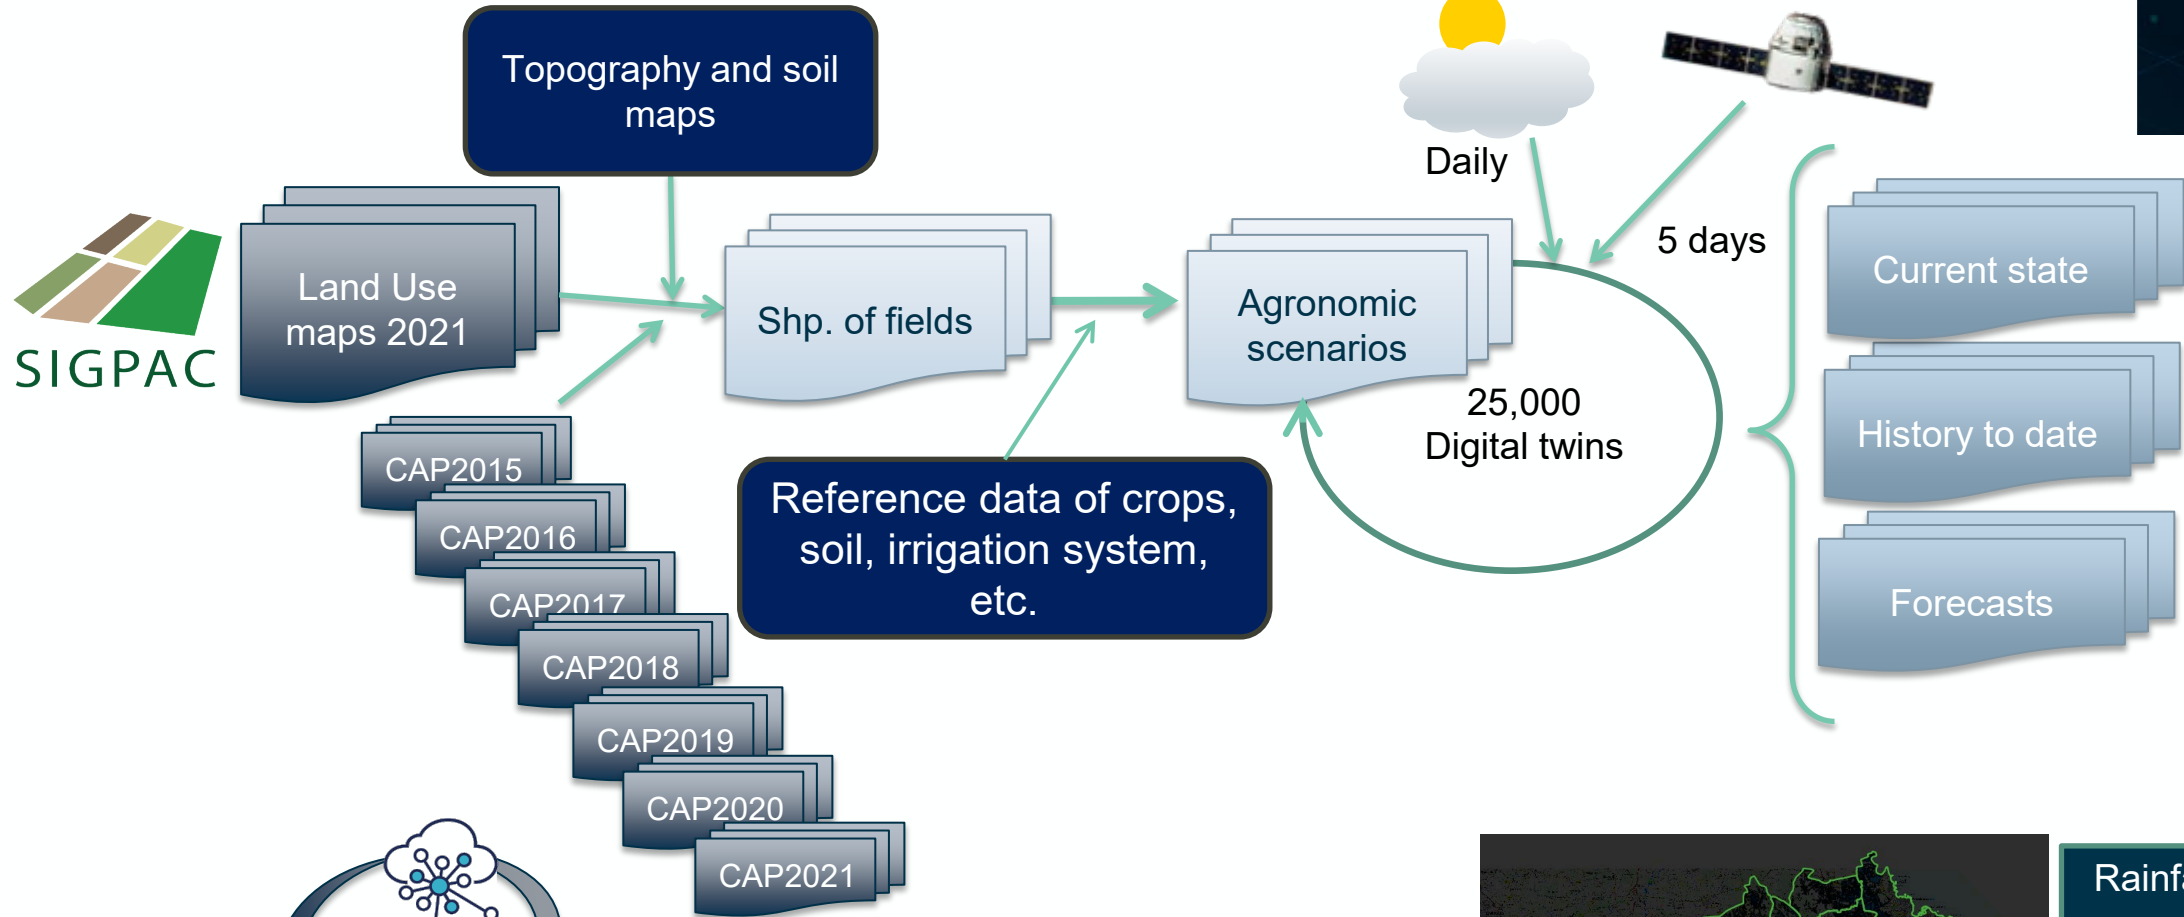 Topography and soil
maps
Daily
5 days
SIGPAC
Land Use
maps 2021
Shp. of fields
Agronomic
scenarios
25,000
Digital twins
Current state
History to date
Forecasts
CAP2015
CAP2016
CAP2017
CAP2018
CAP2019
CAP2020
CAP2021
Reference data of crops,
soil, irrigation system,
etc.